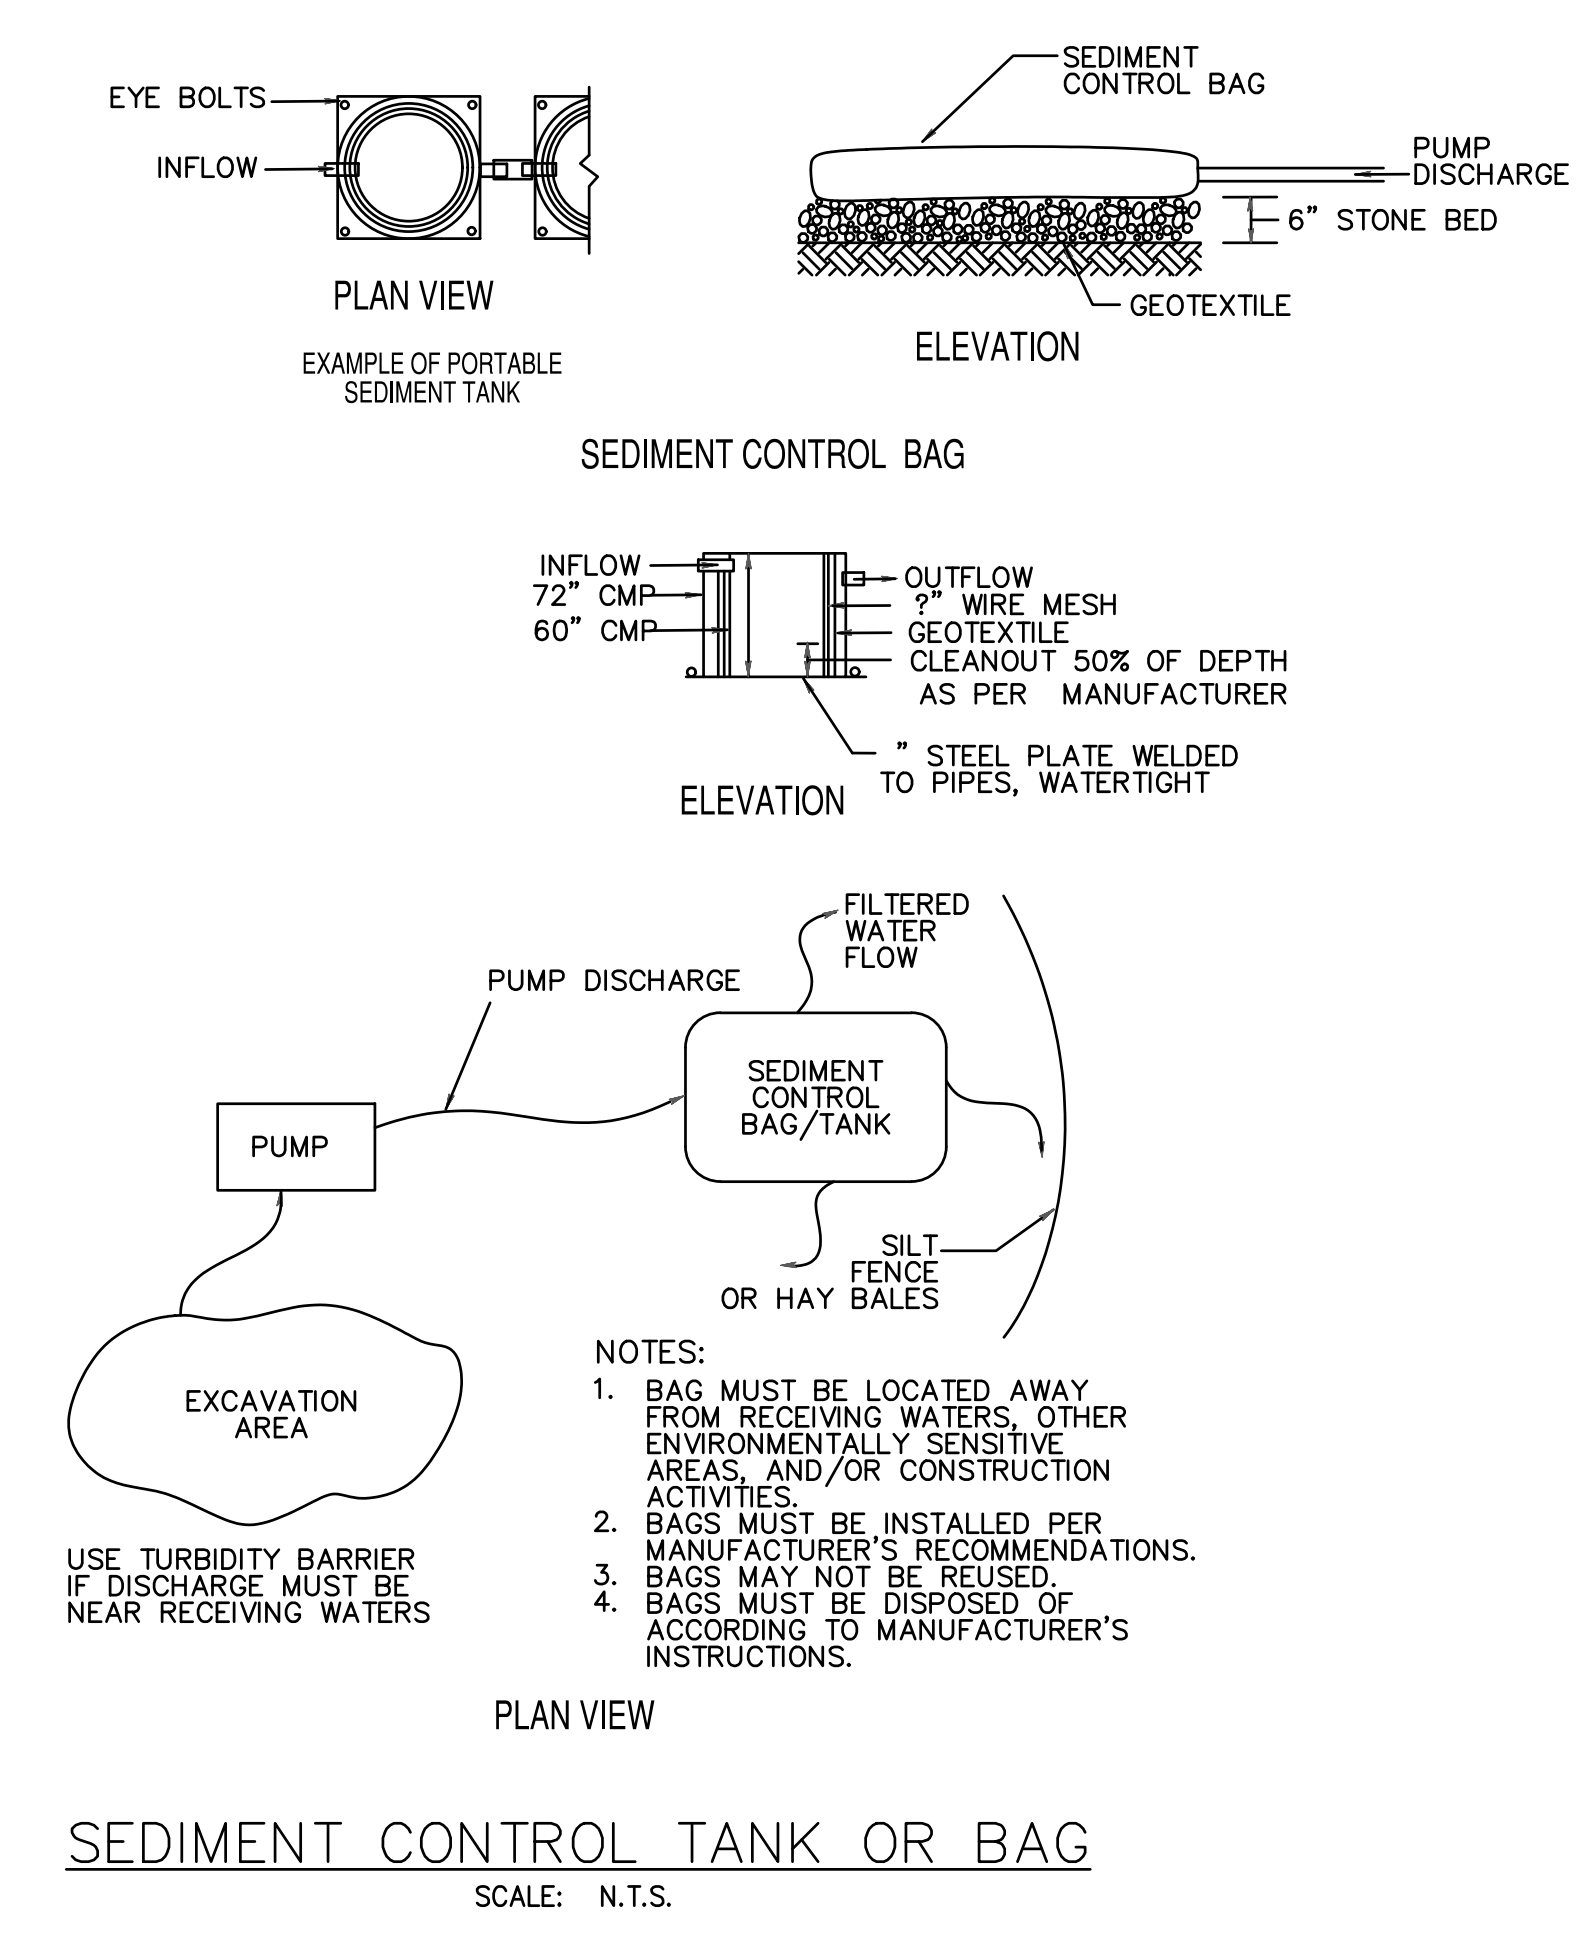 EYE BOLTS
INFLOW
PLAN VIEW
EXAMPLE OF PORTABLE
SEDIMENT TANK
SEDIMENT
CONTROL BAG
PUMP
DISCHARGE
6" STONE BED
GEOTEXTILE
ELEVATION
SEDIMENT CONTROL BAG
INFLOW
72" CMP
60" CMP
OUTFLOW
?" WIRE MESH
GEOTEXTILE
CLEANOUT 50% OF DEPTH
AS PER MANUFACTURER
" STEEL PLATE WELDED
TO PIPES, WATERTIGHT
ELEVATION
FILTERED
WATER
FLOW
PUMP DISCHARGE
SEDIMENT
CONTROL
BAG/TANK
PUMP
SILT
FENCE
OR HAY BALES
EXCAVATION
AREA
USE TURBIDITY BARRIER
IF DISCHARGE MUST BE
NEAR RECEIVING WATERS
NOTES:
1. BAG MUST BE LOCATED AWAY
FROM RECEIVING WATERS, OTHER
ENVIRONMENTALLY SENSITIVE
AREAS, AND/OR CONSTRUCTION
ACTIVITIES.
2. BAGS MUST BE INSTALLED PER
MANUFACTURER'S RECOMMENDATIONS.
3. BAGS MAY NOT BE REUSED.
4. BAGS MUST BE DISPOSED OF
ACCORDING TO MANUFACTURER'S
INSTRUCTIONS.
PLAN VIEW
SEDIMENT CONTROL TANK OR BAG
SCALE: N.T.S.